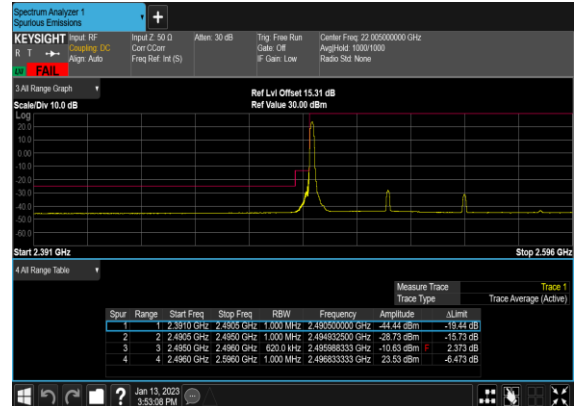 Spectrum Analyzer 1
Spurious Emissions
+
KEYSIGHT Input: RF Input Z: 50 Ω Atten: 30 dB Trig: Free Run Center Freq: 22.005000000 GHz
R T Coupling: DC Corr CCorr Gate: Off Avg|Hold: 1000/1000
Align: Auto Freq Ref: Int (S) IF Gain: Low Radio Std: None
FAIL
3 All Range Graph
Ref Lvl Offset 15.31 dB
Scale/Div 10.0 dB Ref Value 30.00 dBm
Log
20.0
10.0
0.00
-10.0
-20.0
-30.0
-40.0
-50.0
-60.0
Start 2.391 GHz Stop 2.596 GHz
4 All Range Table
Measure Trace Trace 1
Trace Type Trace Average (Active)
Spur Range Start Freq Stop Freq RBW Frequency Amplitude ΔLimit
1 1 2.3910 GHz 2.4905 GHz 1.000 MHz 2.490500000 GHz -44.44 dBm -19.44 dB
2 2 2.4905 GHz 2.4950 GHz 1.000 MHz 2.494932500 GHz -28.73 dBm -15.73 dB
3 3 2.4950 GHz 2.4960 GHz 620.0 kHz 2.495988333 GHz -10.63 dBm F 2.373 dB
4 4 2.4960 GHz 2.5960 GHz 1.000 MHz 2.496833333 GHz 23.53 dBm -6.473 dB
? Jan 13, 2023
3:53:08 PM